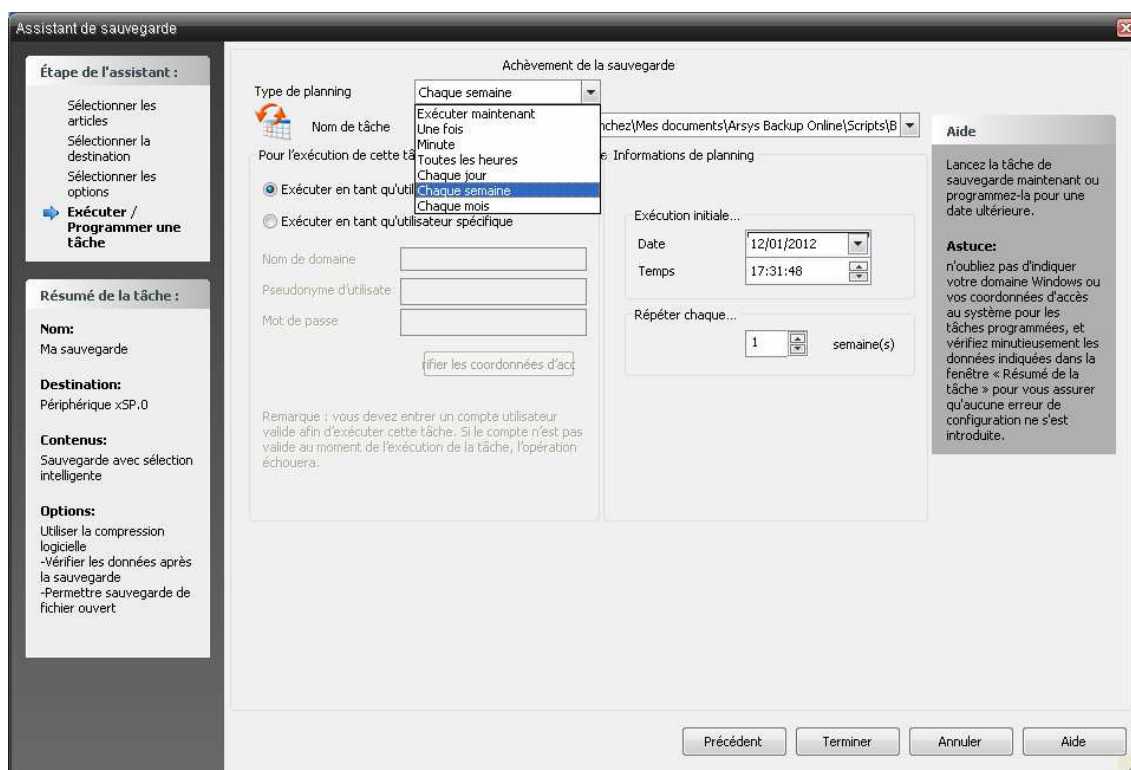 Assistant de sauvegarde
Étape de l'assistant :
Sélectionner les
articles
Sélectionner la
destination
Sélectionner les
options
Exécuter /
Programmer une
tâche
Résumé de la tâche :
Nom:
Ma sauvegarde
Destination:
Périphérique xSP.0
Contenus:
Sauvegarde avec sélection
intelligente
Options:
Utiliser la compression
logicielle
-Vérifier les données après
la sauvegarde
-Permettre sauvegarde de
fichier ouvert
Achèvement de la sauvegarde
Type de planning
Chaque semaine
Exécuter maintenant
Une fois
Minute
Toutes les heures
Chaque jour
Chaque semaine
Chaque mois
Nom de tâche
nchez\Mes documents\Arsys Backup Online\Scripts\B
Pour l'exécution de cette
Exécuter en tant
Exécuter en tant qu'utilisateur spécifique
Nom de domaine
Pseudonyme d'utilisate
Mot de passe
rifier les coordonnées d'acc
Remarque : vous devez entrer un compte utilisateur
valide afin d'exécuter cette tâche. Si le compte n'est pas
valide au moment de l'exécution de la tâche, l'opération
échouera.
Informations de planning
Exécution initiale...
Date
12/01/2012
Temps
17:31:48
Répéter chaque...
1
semaine(s)
Aide
Lancez la tâche de
sauvegarde maintenant ou
programmez-la pour une
date ultérieure.
Astuce:
n'oubliez pas d'indiquer
votre domaine Windows ou
vos coordonnées d'accès
au système pour les
tâches programmées, et
vérifiez minutieusement les
données indiquées dans la
fenêtre « Résumé de la
tâche » pour vous assurer
qu'aucune erreur de
configuration ne s'est
introduite.
Précédent
Terminer
Annuler
Aide